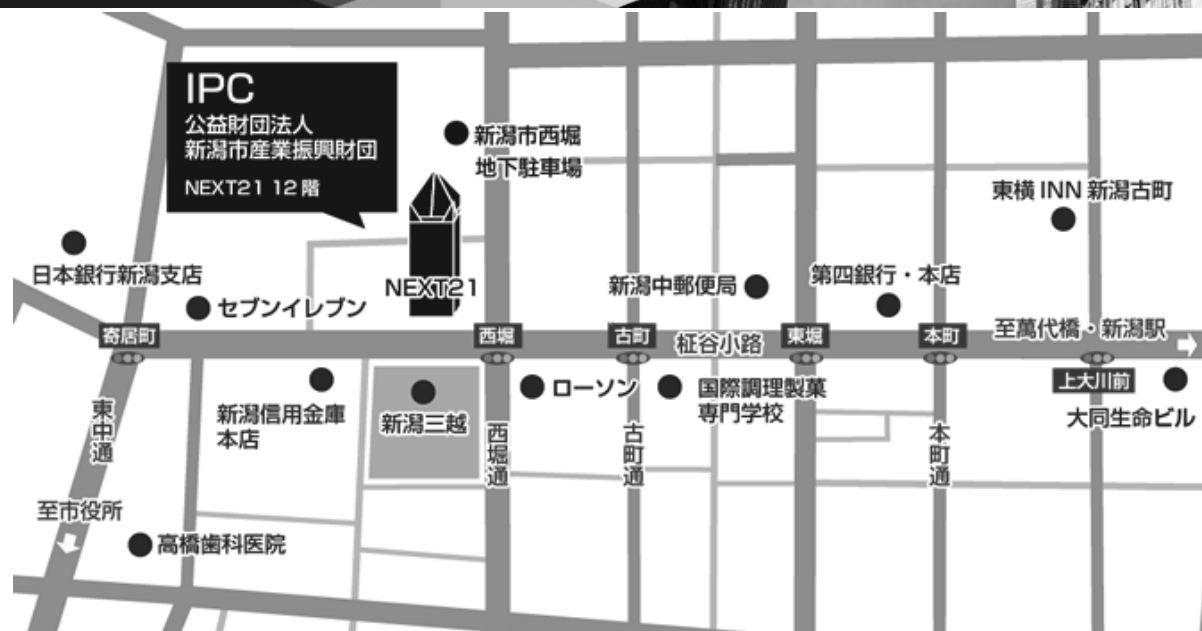 IPC
公益財団法人
新潟市産業振興財団
NEXT21 12階
新潟市西堀
地下駐車場
東横 INN 新潟古町
日本銀行新潟支店
セブンイレブン
NEXT21
新潟中郵便局
第四銀行・本店
寄居町
西堀
古町
柾谷小路
東堀
本町
至萬代橋・新潟駅
上大川前
新潟信用金庫
本店
新潟三越
ローソン
国際調理製菓
専門学校
大同生命ビル
東中通
西堀通
古町通
本町通
至市役所
高橋歯科医院